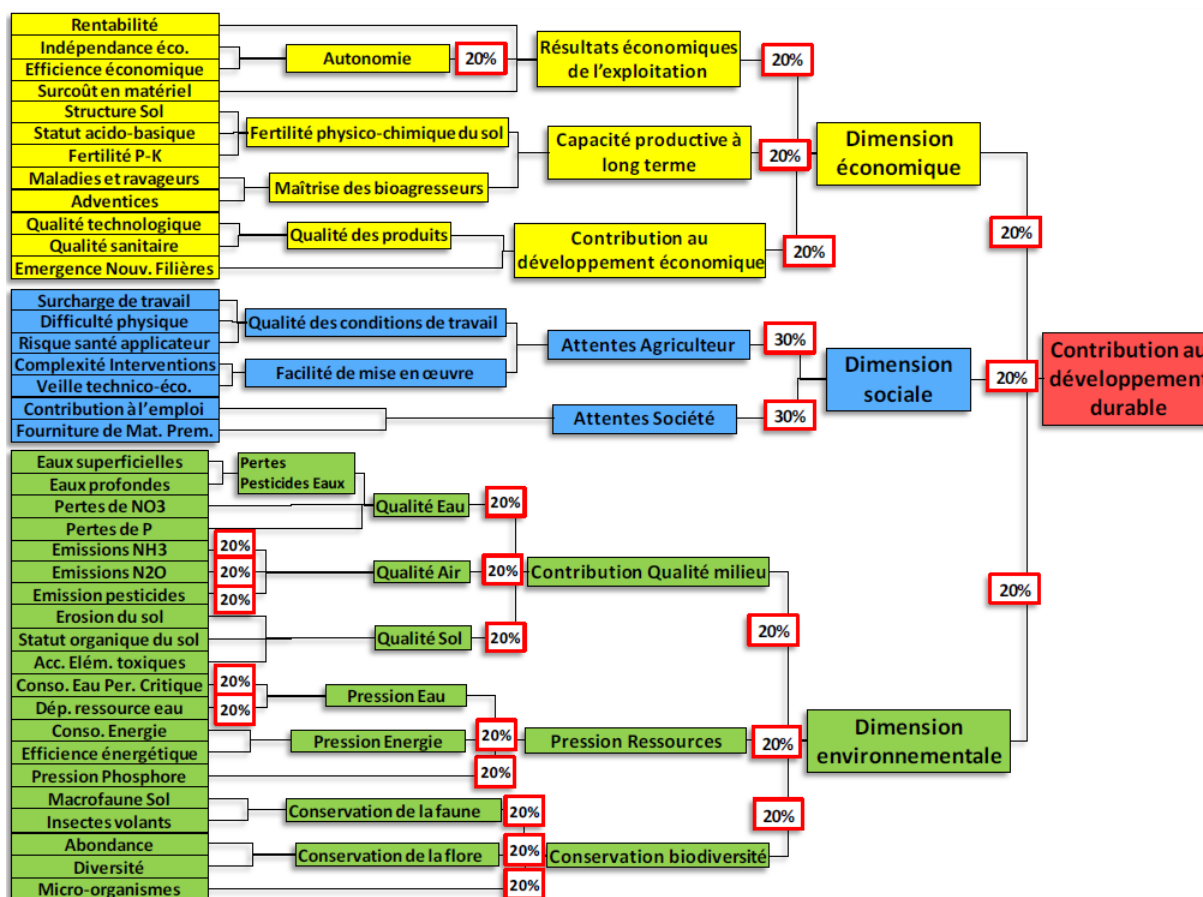 Rentabilité
Indépendance éco.
Efficience économique
Surcoût en matériel
Autonomie
20%
Résultats économiques
de l'exploitation
20%
Structure Sol
Statut acido-basique
Fertilité P-K
Fertilité physico-chimique du sol
Maladies et ravageurs
Adventices
Maîtrise des bioagresseurs
Capacité productive à
long terme
20%
Qualité technologique
Qualité sanitaire
Emergence Nouv. Filières
Qualité des produits
Contribution au
développement économique
20%
Dimension
économique
20%
Surcharge de travail
Difficulté physique
Risque santé applicateur
Qualité des conditions de travail
Complexité Interventions
Veille technico-éco.
Facilité de mise en œuvre
Attentes Agriculteur
30%
Contribution à l'emploi
Fourniture de Mat. Prem.
Attentes Société
30%
Dimension
sociale
20%
Contribution au
développement
durable
Eaux superficielles
Eaux profondes
Pertes
Pesticides Eaux
Pertes de NO3
Pertes de P
Qualité Eau
20%
Emissions NH3
20%
Emissions N2O
20%
Emission pesticides
20%
Qualité Air
20%
Contribution Qualité milieu
Erosion du sol
Statut organique du sol
Acc. Elém. toxiques
Qualité Sol
20%
20%
Conso. Eau Per. Critique
20%
Dép. ressource eau
20%
Pression Eau
Conso. Energie
Efficience énergétique
Pression Energie
20%
Pression Phosphore
20%
Pression Ressources
20%
Dimension
environnementale
20%
Macrofaune Sol
Insectes volants
Conservation de la faune
20%
Abondance
Diversité
Conservation de la flore
20%
Micro-organismes
20%
Conservation biodiversité
20%